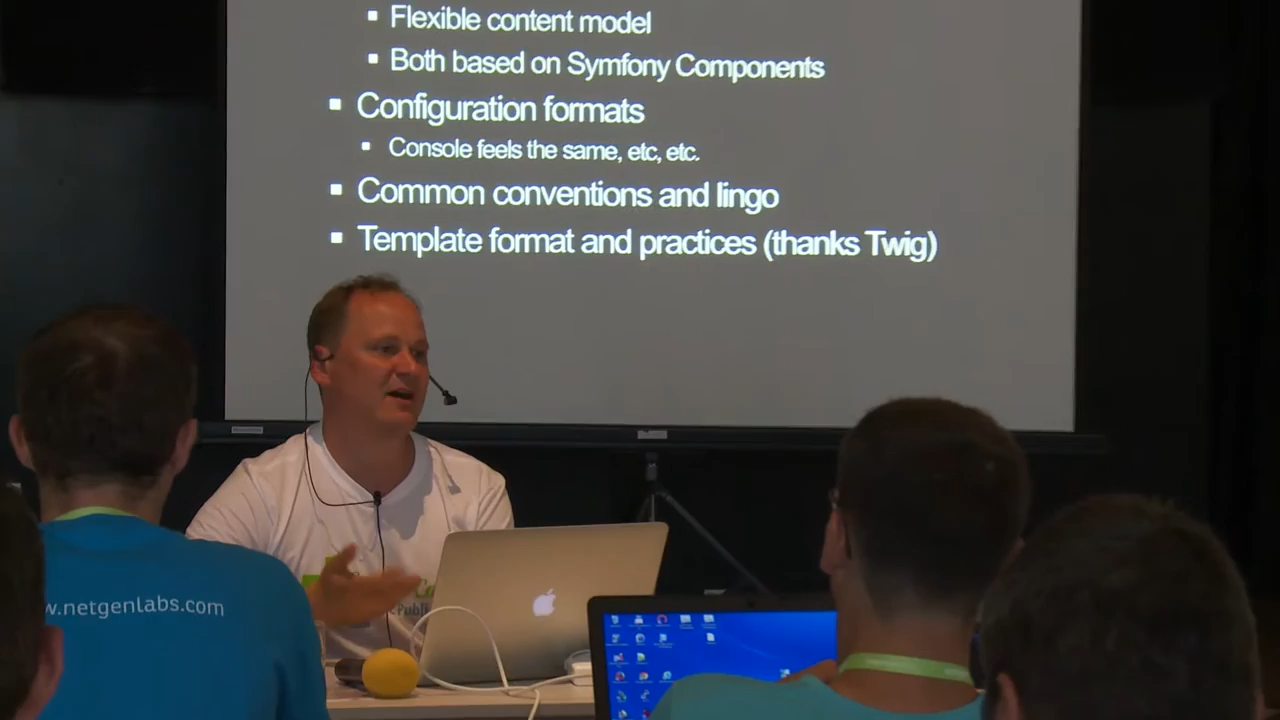 Flexible content model
Both based on Symfony Components
Configuration formats
Console feels the same, etc, etc.
Common conventions and lingo
Template format and practices (thanks Twig)
w.netgenlabs.com